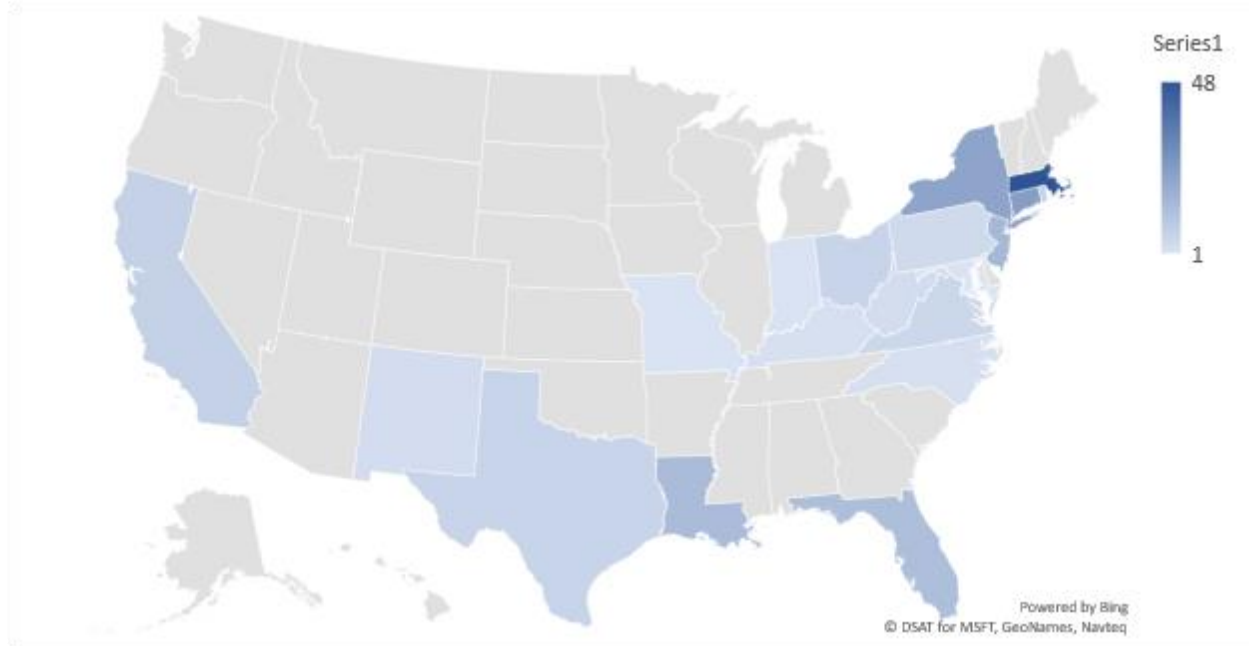 Series1
48
1
Powered by Bing
© DSAT for MSFT, GeoNames, Navteq